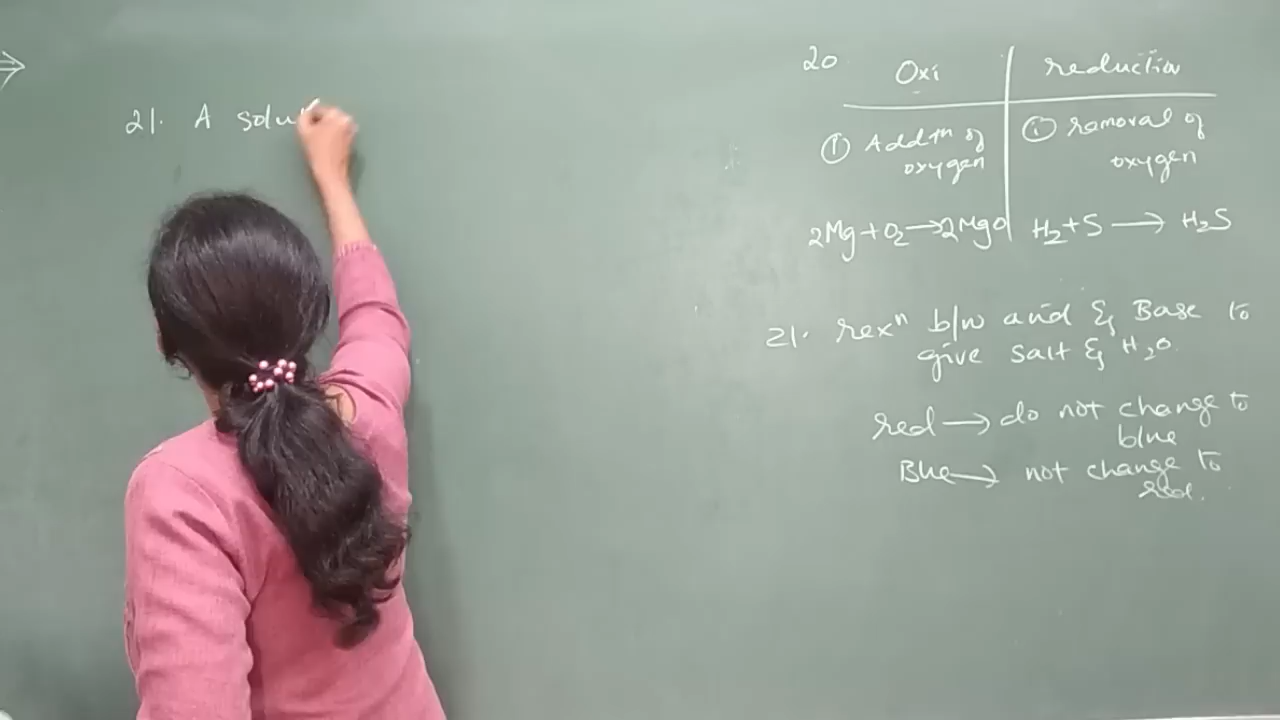 21. A solut
20
Oxi
reduction
① Addtn of
oxygen
① removal of
oxygen
2Mg + O2 → 2MgO
H2 + S → H2S
21. rexn b/w acid & Base to
give salt & H2O.
red → do not change to
blue
Blue → not change to
red.